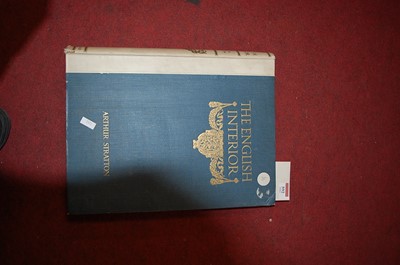 THE ENGLISH
INTERIOR
ARTHUR STRATTON